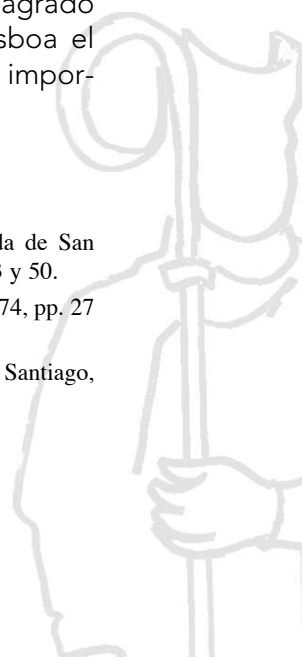 agrado
sboa el
impor-
la de San
3 y 50.
74, pp. 27
Santiago,